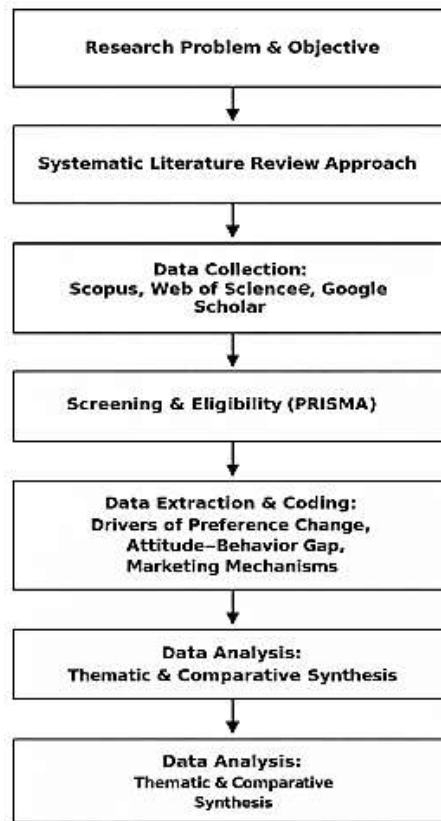 Research Problem & Objective
Systematic Literature Review Approach
Data Collection:
Scopus, Web of Sciencee, Google
Scholar
Screening & Eligibility (PRISMA)
Data Extraction & Coding:
Drivers of Preference Change,
Attitude–Behavior Gap,
Marketing Mechanisms
Data Analysis:
Thematic & Comparative Synthesis
Data Analysis:
Thematic & Comparative
Synthesis